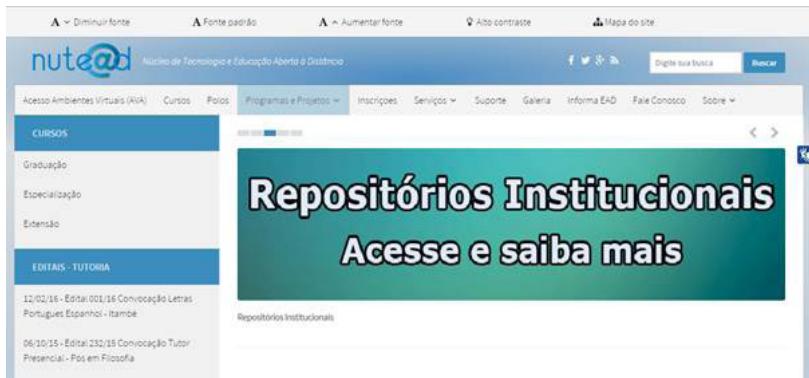 A Diminuir fonte A Fonte padrão A Aumentar fonte Alto contraste Mapa do site
nute@d Núcleo de Tecnologia e Educação Aberta a Distância Digite sua busca Buscar
Acesso Ambientes Virtuais (AVA) Cursos Polos Programas e Projetos Inscriçoes Serviços Suporte Galeria Informa EAD Fale Conosco Sobre
CURSOS
Graduação
Especialização
Extensão
Repositórios Institucionais
Acesse e saiba mais
EDITAIS - TUTORIA
12/02/16 - Edital 001/16 Convocação Letras
Portugues Espanhol - Itambé
Repositórios Institucionais
06/10/15 - Edital 232/15 Convocação Tutor
Presencial - Pós em Filosofia